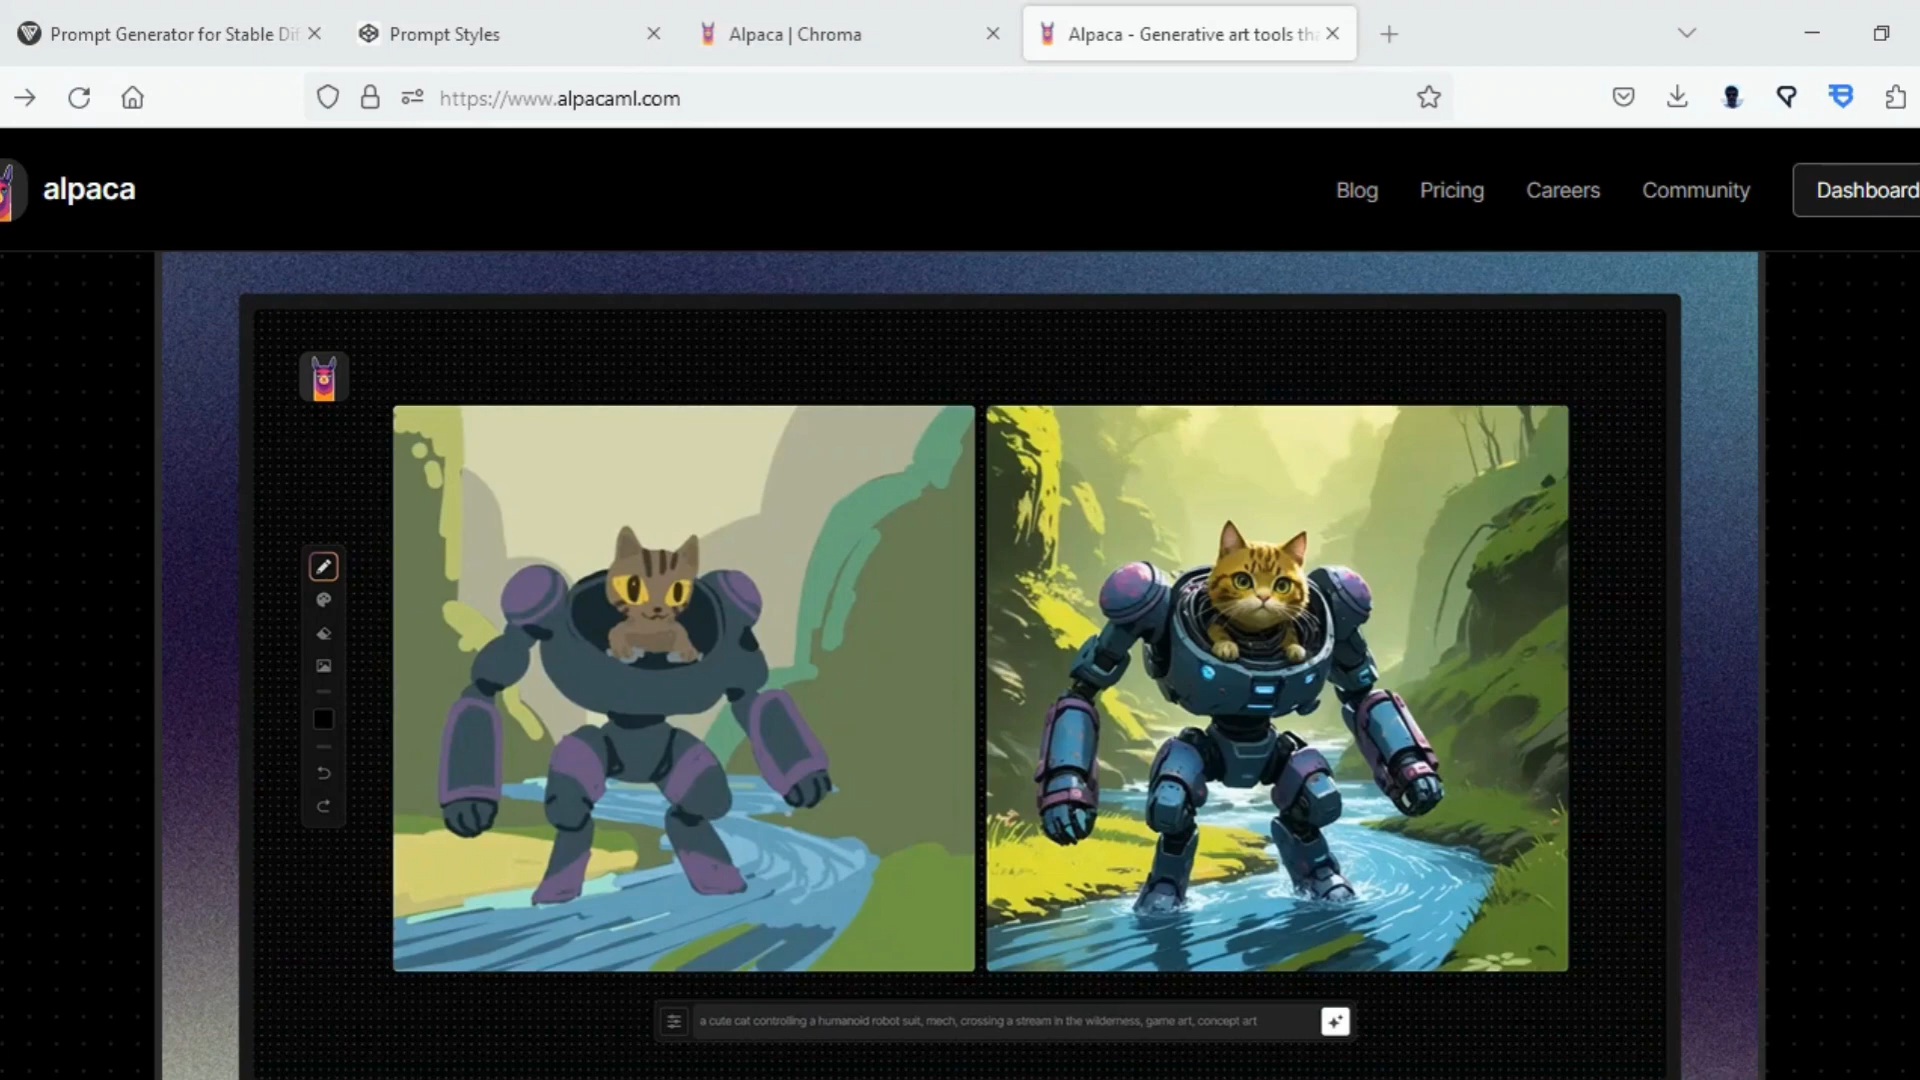 Prompt Generator for Stable Dif
Prompt Styles
Alpaca | Chroma
Alpaca - Generative art tools tha
https://www.alpacaml.com
alpaca
Blog
Pricing
Careers
Community
Dashboard
a cute cat controlling a humanoid robot suit, mech, crossing a stream in the wilderness, game art, concept art